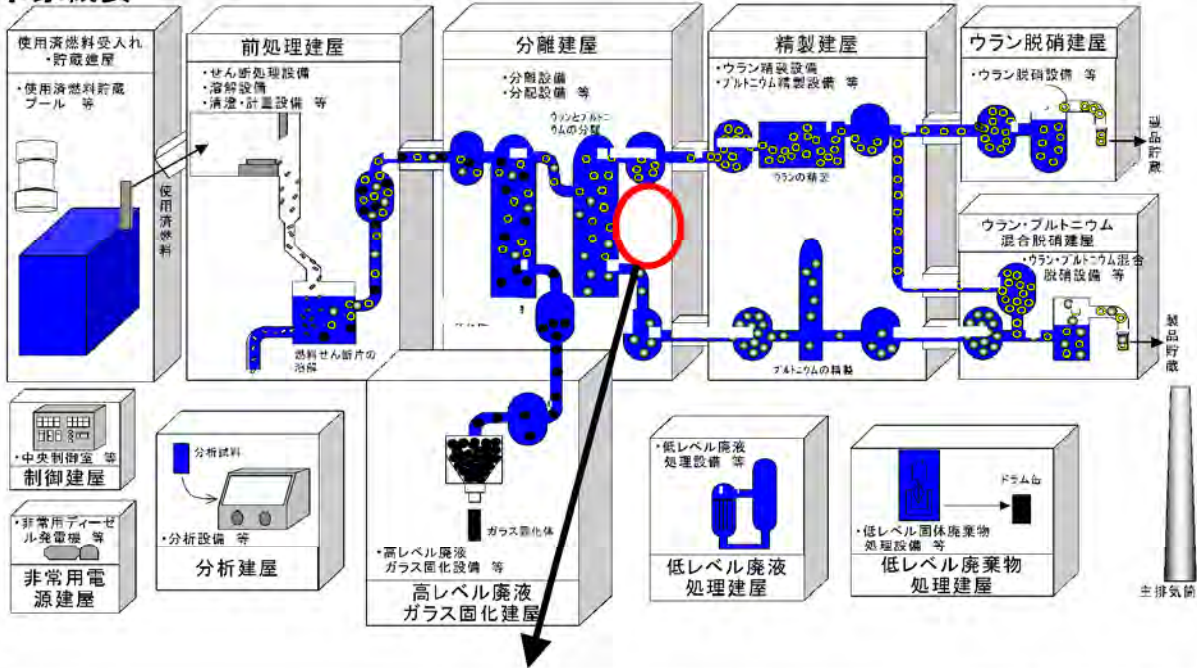 使用済燃料受入れ
・貯蔵建屋
・使用済燃料貯蔵
プール 等
使用済燃料
前処理建屋
・せん断処理設備
・溶解設備
・清澄・計量設備 等
燃料せん断片の
溶解
分離建屋
・分離設備
・分配設備 等
ウランとプルトニ
ウムの分離
精製建屋
・ウラン精製設備
・プルトニウム精製設備 等
ウランの精製
プルトニウムの精製
ウラン脱硝建屋
・ウラン脱硝設備 等
製品貯蔵
ウラン・プルトニウム
混合脱硝建屋
・ウラン・プルトニウム混合
脱硝設備 等
製品貯蔵
・中央制御室 等
制御建屋
・非常用ディーゼ
ル発電機 等
非常用電
源建屋
分析試料
・分析設備 等
分析建屋
ガラス固化体
・高レベル廃液
ガラス固化設備 等
高レベル廃液
ガラス固化建屋
・低レベル廃液
処理設備 等
低レベル廃液
処理建屋
ドラム缶
・低レベル固体廃棄物
処理設備 等
低レベル廃棄物
処理建屋
主排気筒